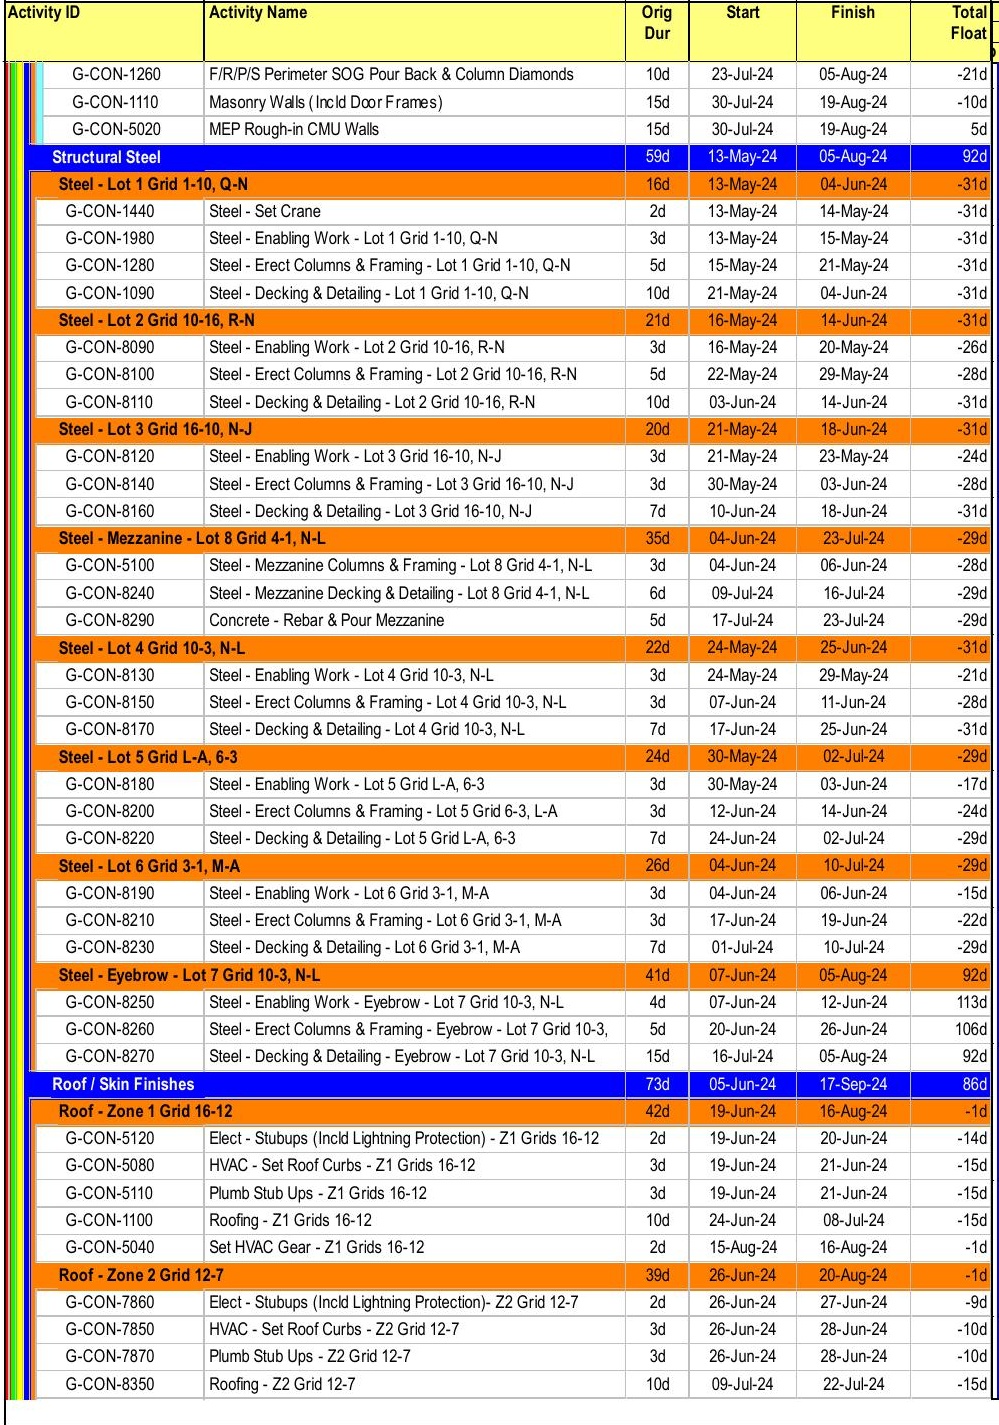 Activity ID Activity Name Orig Dur Start Finish Total Float
G-CON-1260 F/R/P/S Perimeter SOG Pour Back & Column Diamonds 10d 23-Jul-24 05-Aug-24 -21d
G-CON-1110 Masonry Walls (Incld Door Frames) 15d 30-Jul-24 19-Aug-24 -10d
G-CON-5020 MEP Rough-in CMU Walls 15d 30-Jul-24 19-Aug-24 5d
Structural Steel 59d 13-May-24 05-Aug-24 92d
Steel - Lot 1 Grid 1-10, Q-N 16d 13-May-24 04-Jun-24 -31d
G-CON-1440 Steel - Set Crane 2d 13-May-24 14-May-24 -31d
G-CON-1980 Steel - Enabling Work - Lot 1 Grid 1-10, Q-N 3d 13-May-24 15-May-24 -31d
G-CON-1280 Steel - Erect Columns & Framing - Lot 1 Grid 1-10, Q-N 5d 15-May-24 21-May-24 -31d
G-CON-1090 Steel - Decking & Detailing - Lot 1 Grid 1-10, Q-N 10d 21-May-24 04-Jun-24 -31d
Steel - Lot 2 Grid 10-16, R-N 21d 16-May-24 14-Jun-24 -31d
G-CON-8090 Steel - Enabling Work - Lot 2 Grid 10-16, R-N 3d 16-May-24 20-May-24 -26d
G-CON-8100 Steel - Erect Columns & Framing - Lot 2 Grid 10-16, R-N 5d 22-May-24 29-May-24 -28d
G-CON-8110 Steel - Decking & Detailing - Lot 2 Grid 10-16, R-N 10d 03-Jun-24 14-Jun-24 -31d
Steel - Lot 3 Grid 16-10, N-J 20d 21-May-24 18-Jun-24 -31d
G-CON-8120 Steel - Enabling Work - Lot 3 Grid 16-10, N-J 3d 21-May-24 23-May-24 -24d
G-CON-8140 Steel - Erect Columns & Framing - Lot 3 Grid 16-10, N-J 3d 30-May-24 03-Jun-24 -28d
G-CON-8160 Steel - Decking & Detailing - Lot 3 Grid 16-10, N-J 7d 10-Jun-24 18-Jun-24 -31d
Steel - Mezzanine - Lot 8 Grid 4-1, N-L 35d 04-Jun-24 23-Jul-24 -29d
G-CON-5100 Steel - Mezzanine Columns & Framing - Lot 8 Grid 4-1, N-L 3d 04-Jun-24 06-Jun-24 -28d
G-CON-8240 Steel - Mezzanine Decking & Detailing - Lot 8 Grid 4-1, N-L 6d 09-Jul-24 16-Jul-24 -29d
G-CON-8290 Concrete - Rebar & Pour Mezzanine 5d 17-Jul-24 23-Jul-24 -29d
Steel - Lot 4 Grid 10-3, N-L 22d 24-May-24 25-Jun-24 -31d
G-CON-8130 Steel - Enabling Work - Lot 4 Grid 10-3, N-L 3d 24-May-24 29-May-24 -21d
G-CON-8150 Steel - Erect Columns & Framing - Lot 4 Grid 10-3, N-L 3d 07-Jun-24 11-Jun-24 -28d
G-CON-8170 Steel - Decking & Detailing - Lot 4 Grid 10-3, N-L 7d 17-Jun-24 25-Jun-24 -31d
Steel - Lot 5 Grid L-A, 6-3 24d 30-May-24 02-Jul-24 -29d
G-CON-8180 Steel - Enabling Work - Lot 5 Grid L-A, 6-3 3d 30-May-24 03-Jun-24 -17d
G-CON-8200 Steel - Erect Columns & Framing - Lot 5 Grid 6-3, L-A 3d 12-Jun-24 14-Jun-24 -24d
G-CON-8220 Steel - Decking & Detailing - Lot 5 Grid L-A, 6-3 7d 24-Jun-24 02-Jul-24 -29d
Steel - Lot 6 Grid 3-1, M-A 26d 04-Jun-24 10-Jul-24 -29d
G-CON-8190 Steel - Enabling Work - Lot 6 Grid 3-1, M-A 3d 04-Jun-24 06-Jun-24 -15d
G-CON-8210 Steel - Erect Columns & Framing - Lot 6 Grid 3-1, M-A 3d 17-Jun-24 19-Jun-24 -22d
G-CON-8230 Steel - Decking & Detailing - Lot 6 Grid 3-1, M-A 7d 01-Jul-24 10-Jul-24 -29d
Steel - Eyebrow - Lot 7 Grid 10-3, N-L 41d 07-Jun-24 05-Aug-24 92d
G-CON-8250 Steel - Enabling Work - Eyebrow - Lot 7 Grid 10-3, N-L 4d 07-Jun-24 12-Jun-24 113d
G-CON-8260 Steel - Erect Columns & Framing - Eyebrow - Lot 7 Grid 10-3, 5d 20-Jun-24 26-Jun-24 106d
G-CON-8270 Steel - Decking & Detailing - Eyebrow - Lot 7 Grid 10-3, N-L 15d 16-Jul-24 05-Aug-24 92d
Roof / Skin Finishes 73d 05-Jun-24 17-Sep-24 86d
Roof - Zone 1 Grid 16-12 42d 19-Jun-24 16-Aug-24 -1d
G-CON-5120 Elect - Stubups (Incld Lightning Protection) - Z1 Grids 16-12 2d 19-Jun-24 20-Jun-24 -14d
G-CON-5080 HVAC - Set Roof Curbs - Z1 Grids 16-12 3d 19-Jun-24 21-Jun-24 -15d
G-CON-5110 Plumb Stub Ups - Z1 Grids 16-12 3d 19-Jun-24 21-Jun-24 -15d
G-CON-1100 Roofing - Z1 Grids 16-12 10d 24-Jun-24 08-Jul-24 -15d
G-CON-5040 Set HVAC Gear - Z1 Grids 16-12 2d 15-Aug-24 16-Aug-24 -1d
Roof - Zone 2 Grid 12-7 39d 26-Jun-24 20-Aug-24 -1d
G-CON-7860 Elect - Stubups (Incld Lightning Protection)- Z2 Grid 12-7 2d 26-Jun-24 27-Jun-24 -9d
G-CON-7850 HVAC - Set Roof Curbs - Z2 Grid 12-7 3d 26-Jun-24 28-Jun-24 -10d
G-CON-7870 Plumb Stub Ups - Z2 Grid 12-7 3d 26-Jun-24 28-Jun-24 -10d
G-CON-8350 Roofing - Z2 Grid 12-7 10d 09-Jul-24 22-Jul-24 -15d